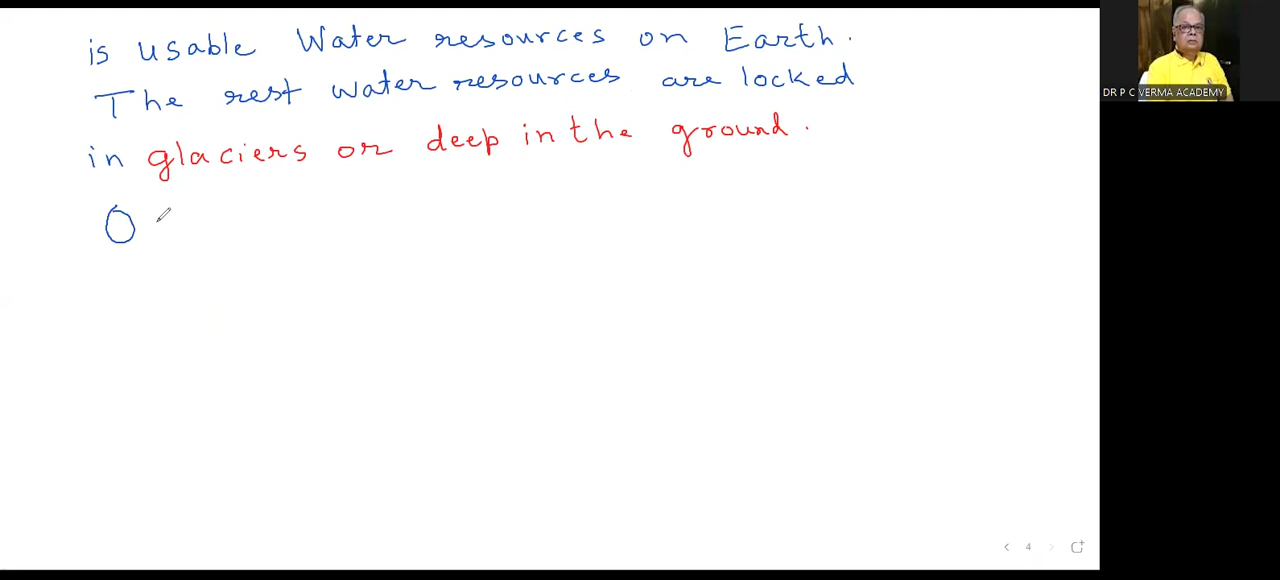 is usable Water resources on Earth.
The rest water resources are locked
in glaciers or deep in the ground.
O
DR P C VERMA ACADEMY
4